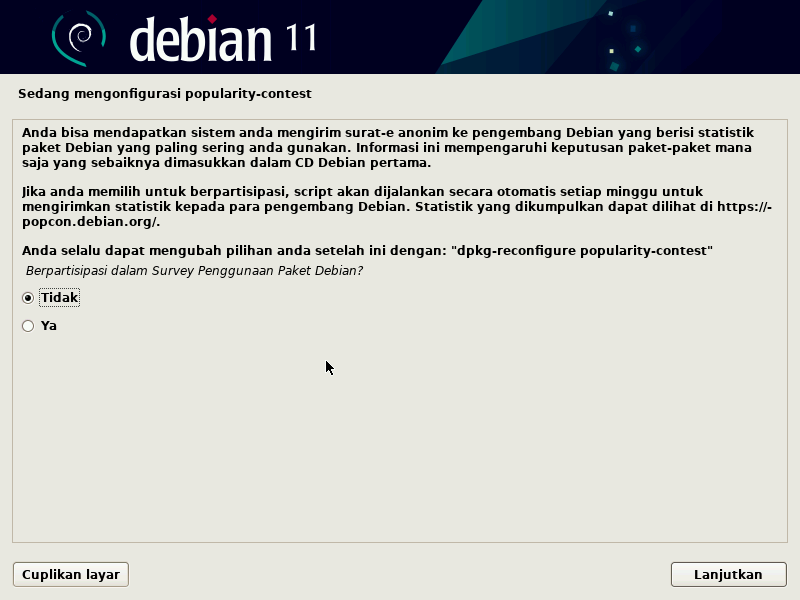 debian 11
Sedang mengonfigurasi popularity-contest
Anda bisa mendapatkan sistem anda mengirim surat-e anonim ke pengembang Debian yang berisi statistik
paket Debian yang paling sering anda gunakan. Informasi ini mempengaruhi keputusan paket-paket mana
saja yang sebaiknya dimasukkan dalam CD Debian pertama.
Jika anda memilih untuk berpartisipasi, script akan dijalankan secara otomatis setiap minggu untuk
mengirimkan statistik kepada para pengembang Debian. Statistik yang dikumpulkan dapat dilihat di https://-
popcon.debian.org/.
Anda selalu dapat mengubah pilihan anda setelah ini dengan: "dpkg-reconfigure popularity-contest"
Berpartisipasi dalam Survey Penggunaan Paket Debian?
Tidak
Ya
Cuplikan layar
Lanjutkan